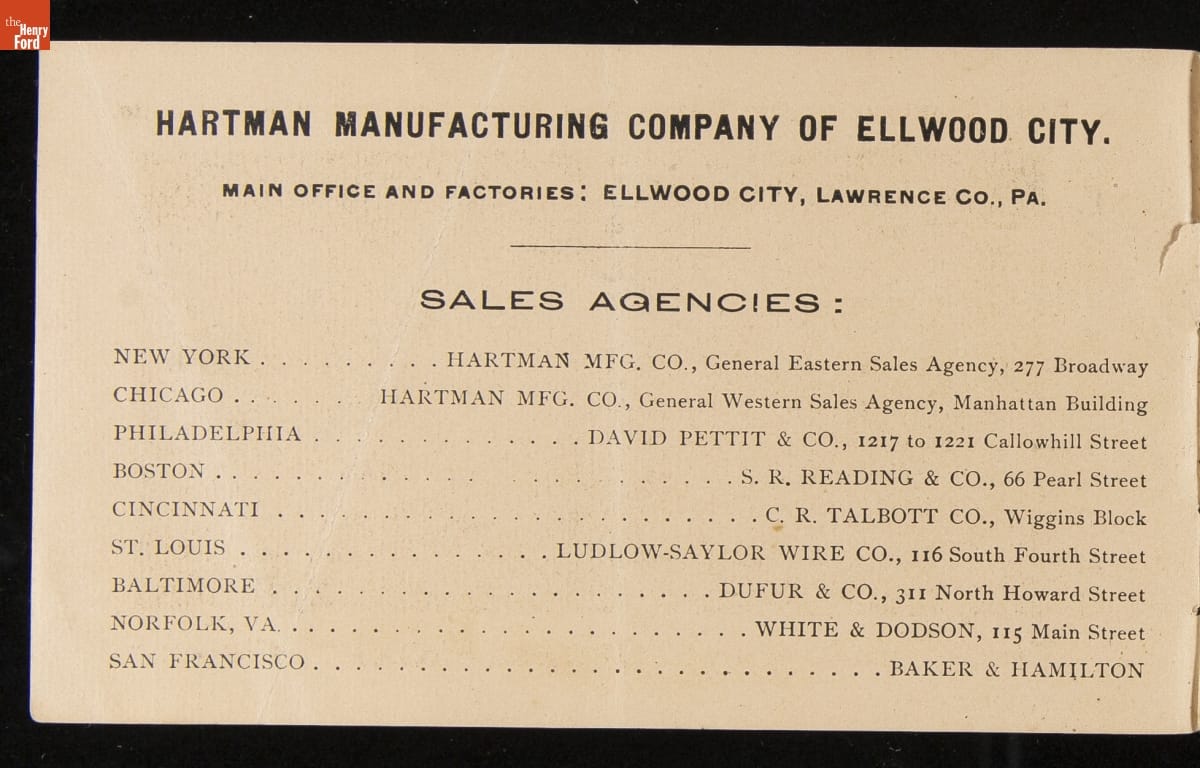 the
Henry
Ford
HARTMAN MANUFACTURING COMPANY OF ELLWOOD CITY.
MAIN OFFICE AND FACTORIES: ELLWOOD CITY, LAWRENCE CO., PA.
SALES AGENCIES:
NEW YORK . . . . . . . . . HARTMAN MFG. CO., General Eastern Sales Agency, 277 Broadway
CHICAGO . . . . . . HARTMAN MFG. CO., General Western Sales Agency, Manhattan Building
PHILADELPHIA . . . . . . . . . . . . . . DAVID PETTIT & CO., 1217 to 1221 Callowhill Street
BOSTON . . . . . . . . . . . . . . . . . . . . . . . . . S. R. READING & CO., 66 Pearl Street
CINCINNATI . . . . . . . . . . . . . . . . . . . . . . . . C. R. TALBOTT CO., Wiggins Block
ST. LOUIS . . . . . . . . . . . . . . . . LUDLOW-SAYLOR WIRE CO., 116 South Fourth Street
BALTIMORE . . . . . . . . . . . . . . . . . . . . . . DUFUR & CO., 311 North Howard Street
NORFOLK, VA. . . . . . . . . . . . . . . . . . . . . . . . WHITE & DODSON, 115 Main Street
SAN FRANCISCO . . . . . . . . . . . . . . . . . . . . . . . . . . . . . BAKER & HAMILTON